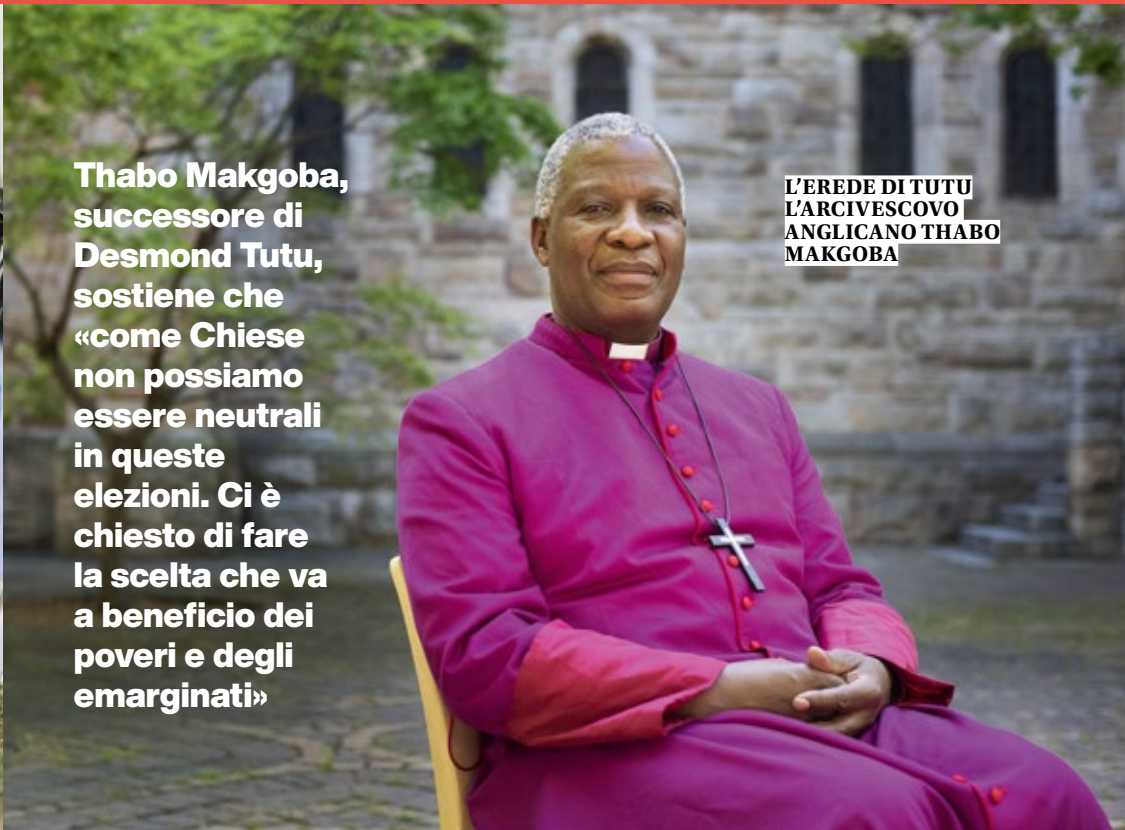 Thabo Makgoba,
successore di
Desmond Tutu,
sostiene che
«come Chiese
non possiamo
essere neutrali
in queste
elezioni. Ci è
chiesto di fare
la scelta che va
a beneficio dei
poveri e degli
emarginati»
L’EREDE DI TUTU
L’ARCIVESCOVO
ANGLICANO THABO
MAKGOBA